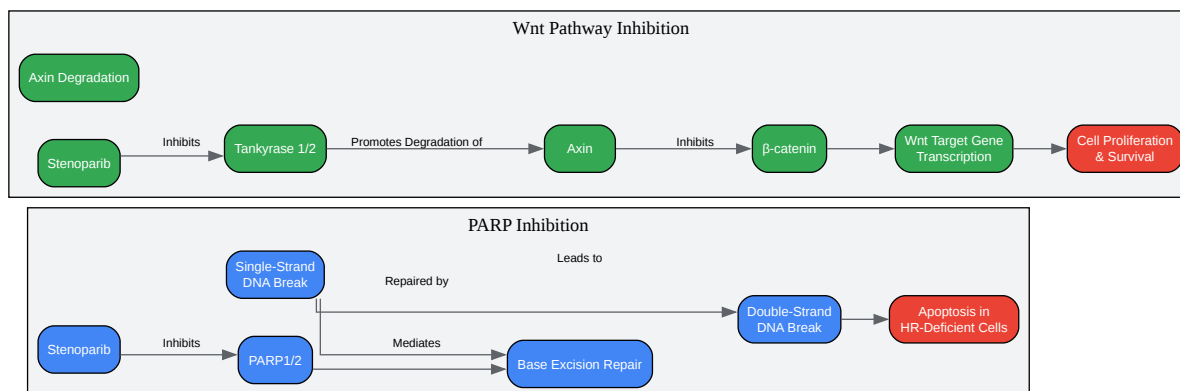 Wnt Pathway Inhibition
Axin Degradation
Stenoparib
Inhibits
Tankyrase 1/2
Promotes Degradation of
Axin
Inhibits
β-catenin
Wnt Target Gene
Transcription
Cell Proliferation
& Survival
PARP Inhibition
Single-Strand
DNA Break
Leads to
Repaired by
Double-Strand
DNA Break
Apoptosis in
HR-Deficient Cells
Stenoparib
Inhibits
PARP1/2
Mediates
Base Excision Repair